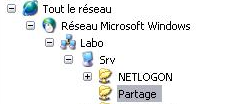 Tout le réseau
Réseau Microsoft Windows
Labo
Srv
NETLOGON
Partage